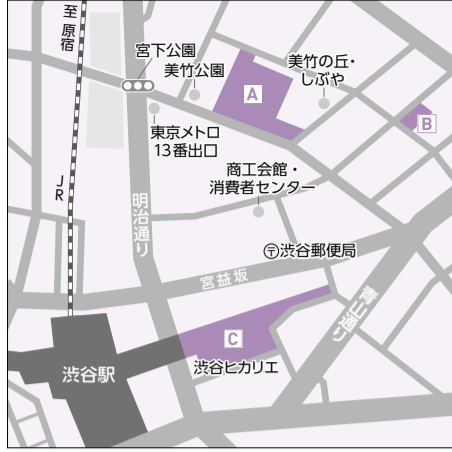 至
原宿
宮下公園
美竹公園
美竹の丘・
しぶや
A
B
東京メトロ
13番出口
商工会館・
消費者センター
JR
明治通り
〒渋谷郵便局
宮益坂
青山通り
C
渋谷ヒカリエ
渋谷駅